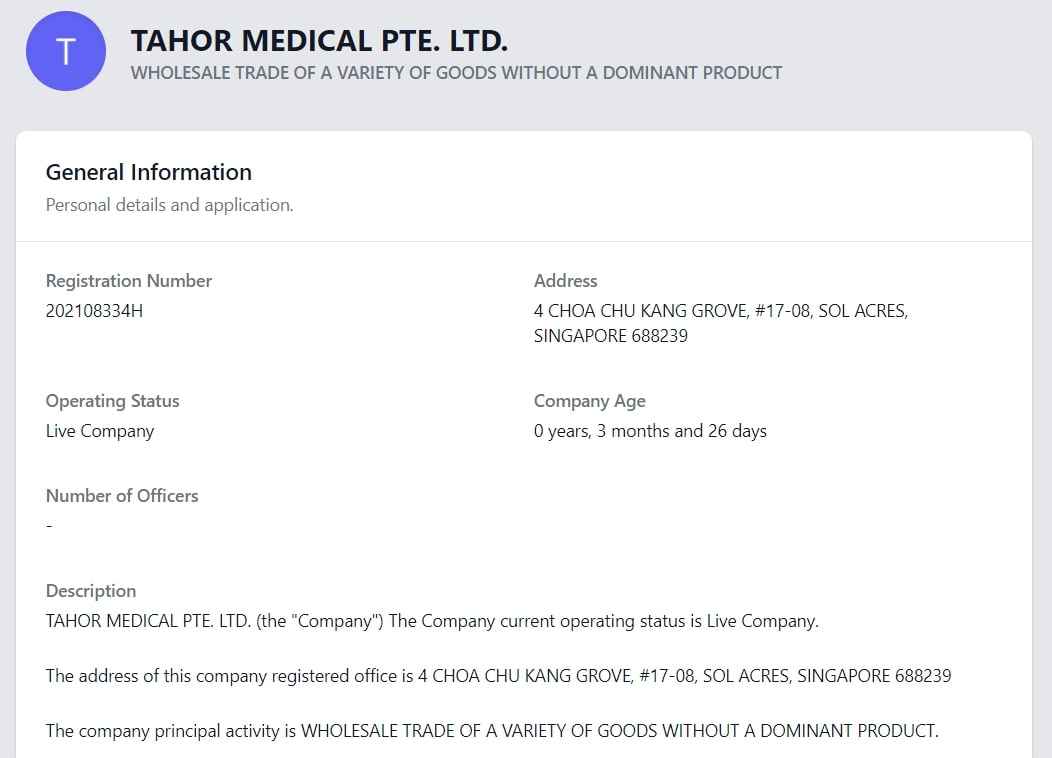 T
TAHOR MEDICAL PTE. LTD.
WHOLESALE TRADE OF A VARIETY OF GOODS WITHOUT A DOMINANT PRODUCT
General Information
Personal details and application.
Registration Number
202108334H
Address
4 CHOA CHU KANG GROVE, #17-08, SOL ACRES,
SINGAPORE 688239
Operating Status
Live Company
Company Age
0 years, 3 months and 26 days
Number of Officers
-
Description
TAHOR MEDICAL PTE. LTD. (the "Company") The Company current operating status is Live Company.
The address of this company registered office is 4 CHOA CHU KANG GROVE, #17-08, SOL ACRES, SINGAPORE 688239
The company principal activity is WHOLESALE TRADE OF A VARIETY OF GOODS WITHOUT A DOMINANT PRODUCT.